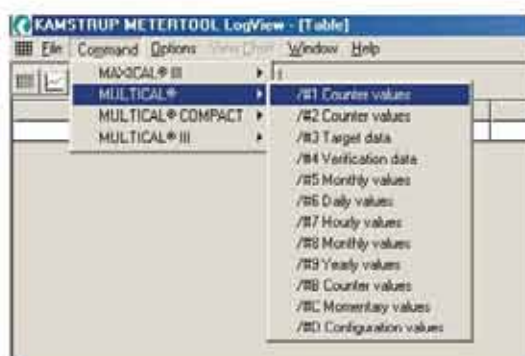 KAMSTRUP METERTOOL LogView - [Table]
File Command Options View Chart Window Help
MAXICAL® III
MULTICAL®
MULTICAL® COMPACT
MULTICAL® III
/#1 Counter values
/#2 Counter values
/#3 Target data
/#4 Verification data
/#5 Monthly values
/#6 Daily values
/#7 Hourly values
/#8 Monthly values
/#9 Yearly values
/#B Counter values
/#C Momentary values
/#D Configuration values